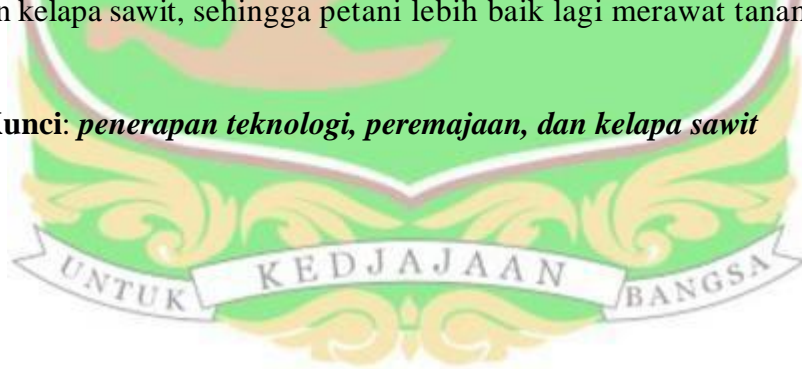 n kelapa sawit, sehingga petani lebih baik lagi merawat tanam
Kunci: penerapan teknologi, peremajaan, dan kelapa sawit
UNTUK KEDJAJAAN BANGSA